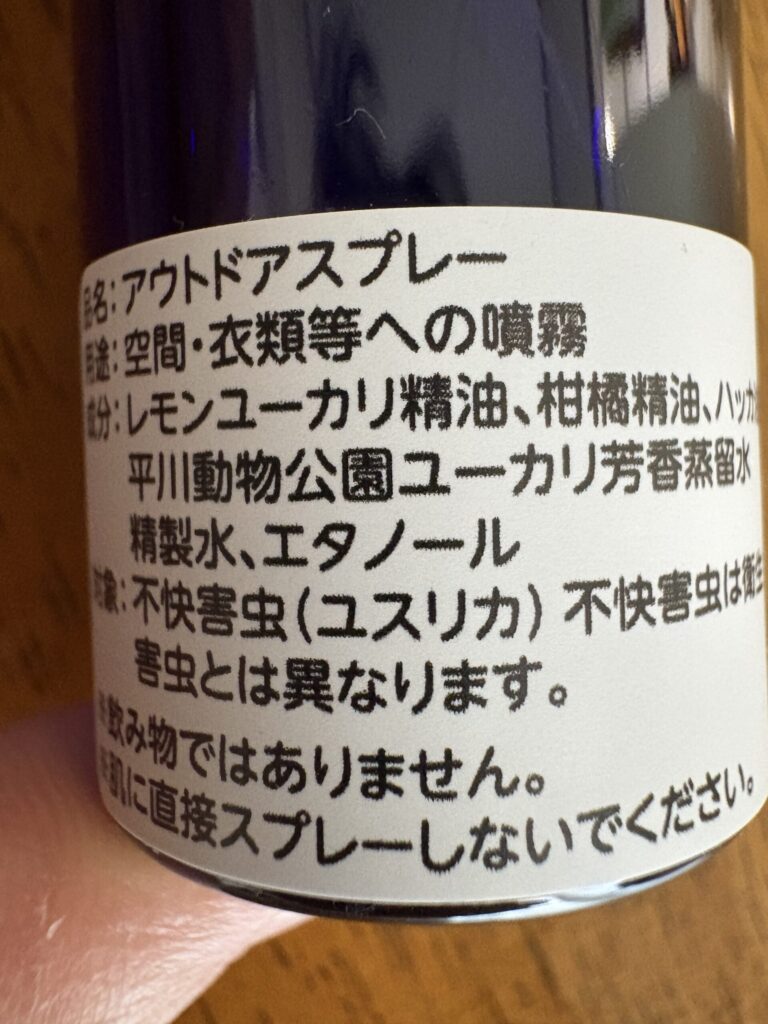 品名：アウトドアスプレー
用途：空間・衣類等への噴霧
成分：レモンユーカリ精油、柑橘精油、ハッカ
平川動物公園ユーカリ芳香蒸留水
精製水、エタノール
対象：不快害虫（ユスリカ） 不快害虫は衛生
害虫とは異なります。
※飲み物ではありません。
※肌に直接スプレーしないでください。